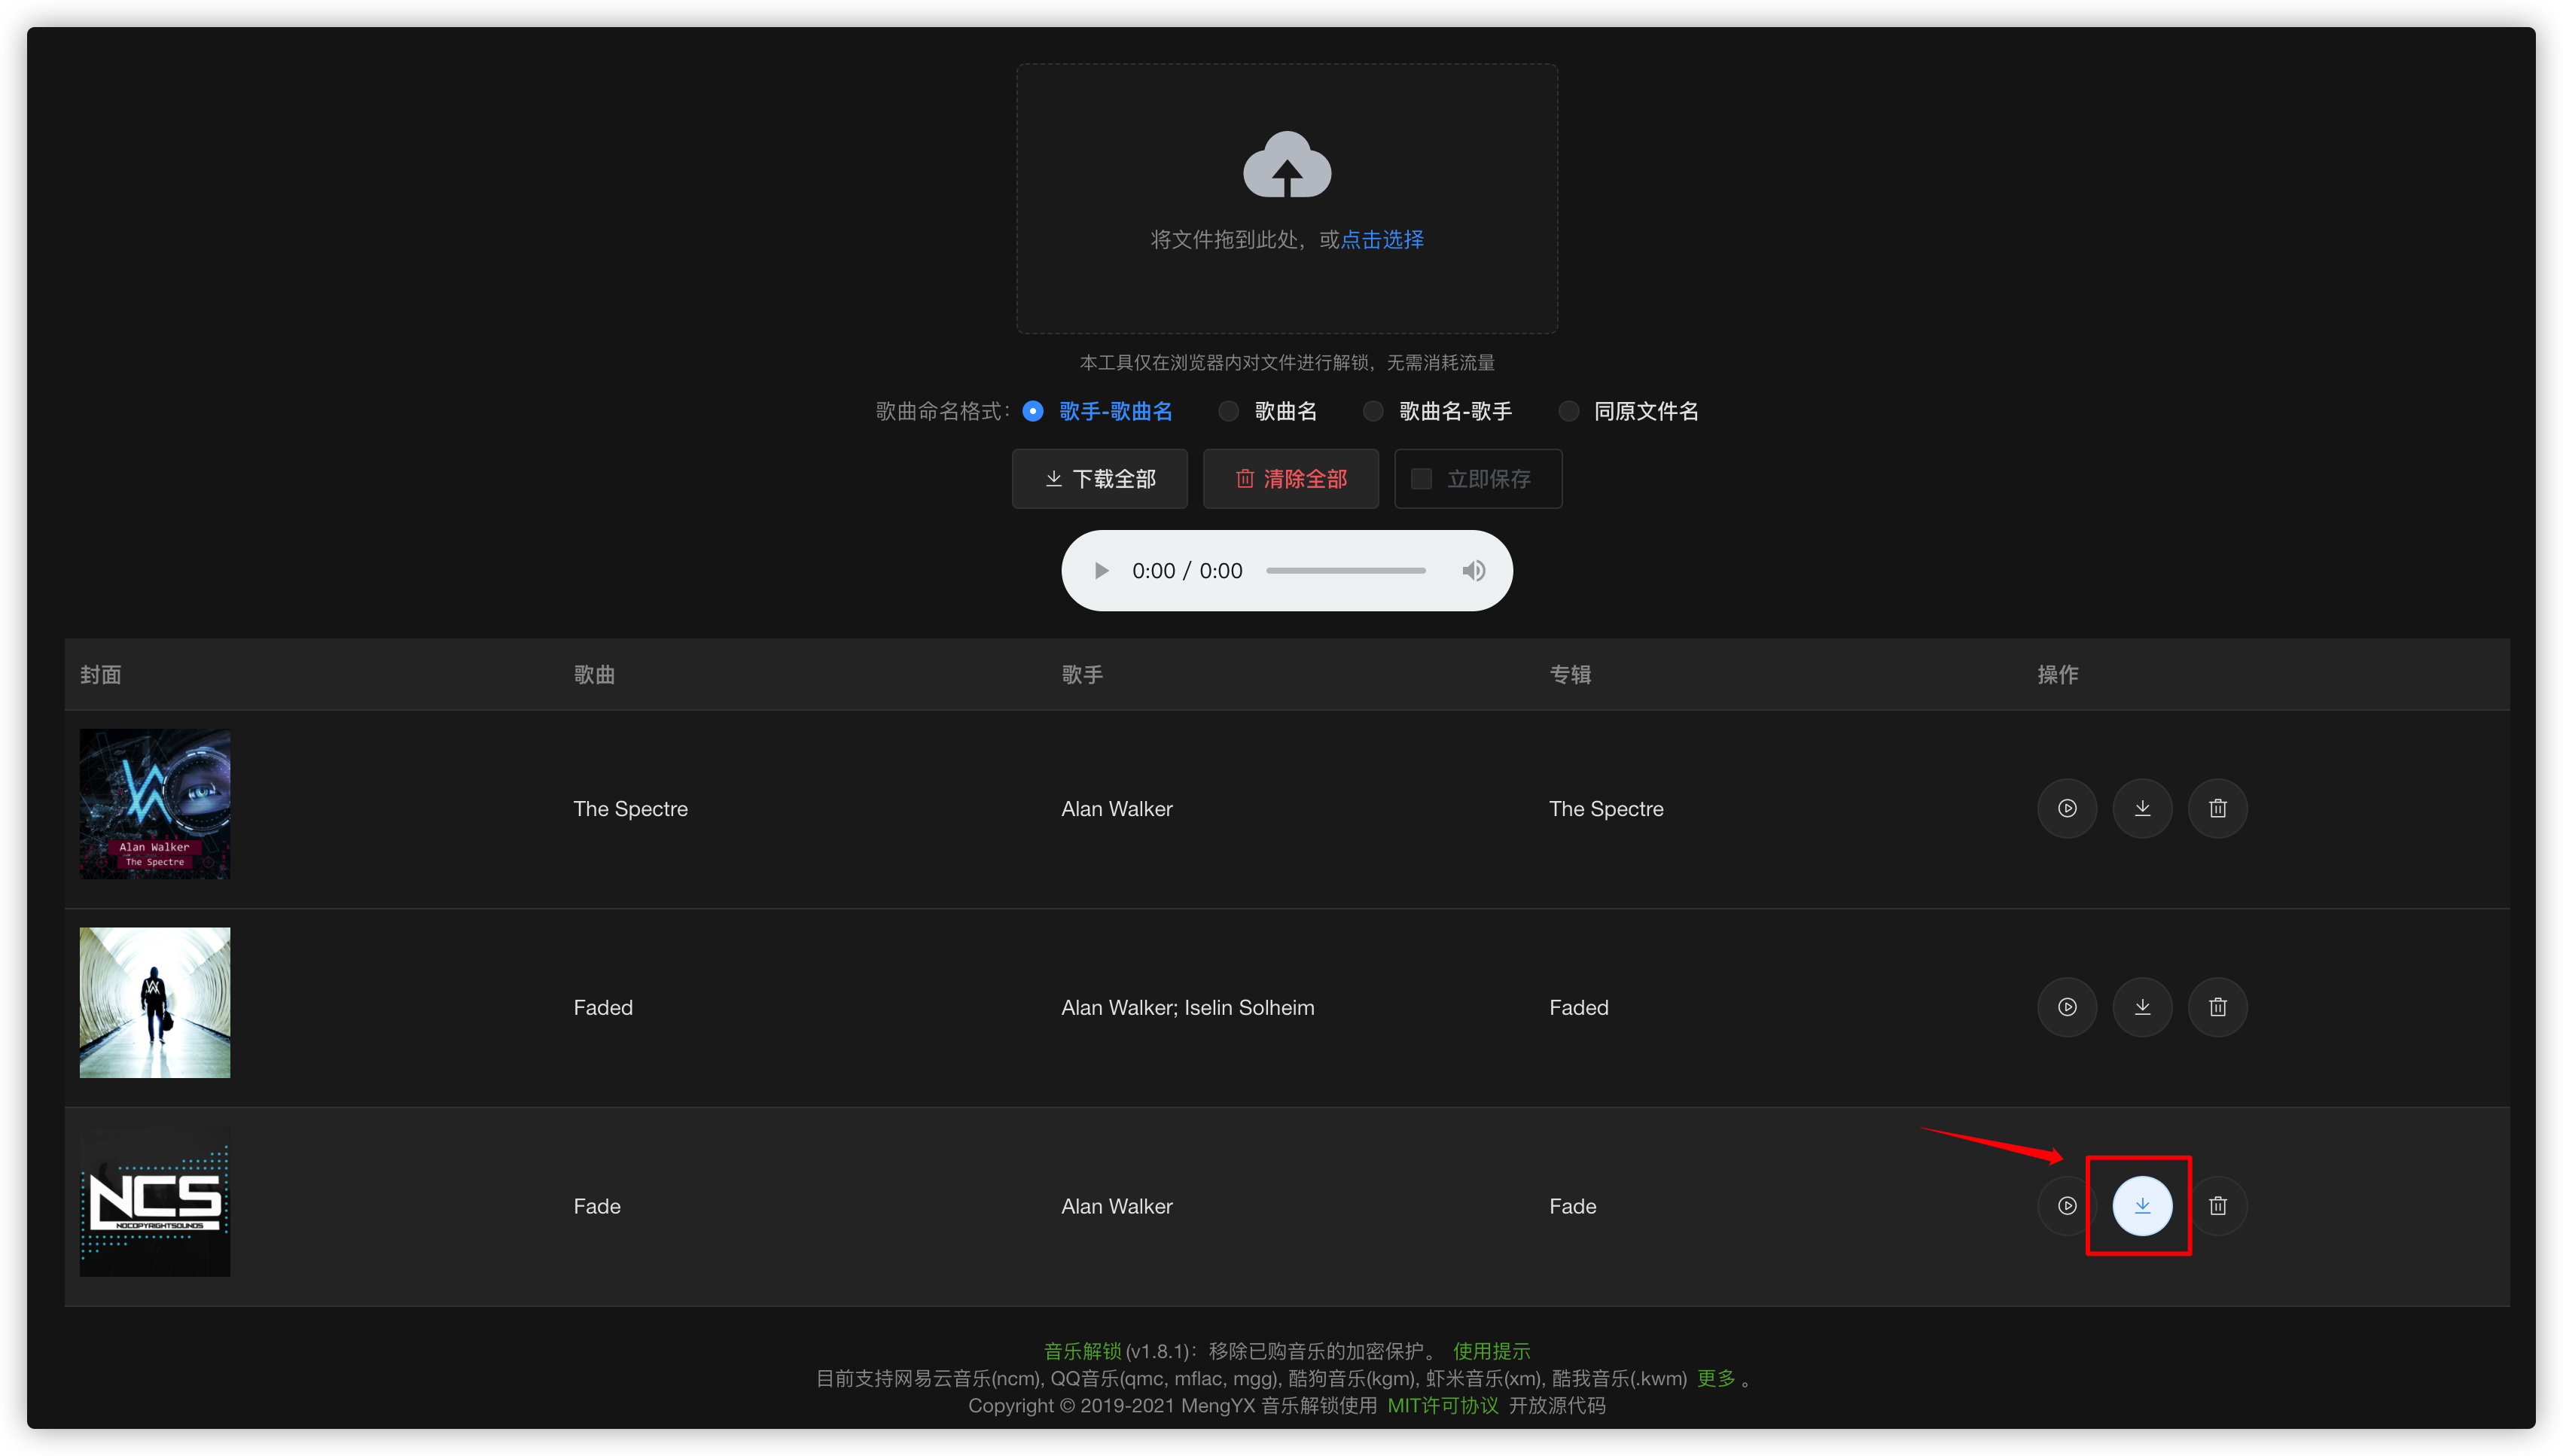 将文件拖到此处，或点击选择
本工具仅在浏览器内对文件进行解锁，无需消耗流量
歌曲命名格式： 歌手-歌曲名 歌曲名 歌曲名-歌手 同原文件名
下载全部 清除全部 立即保存
0:00 / 0:00
封面 歌曲 歌手 专辑 操作
Alan Walker
The Spectre
The Spectre Alan Walker The Spectre
Faded Alan Walker; Iselin Solheim Faded
NCS
NOCOPYRIGHTSOUNDS
Fade Alan Walker Fade
音乐解锁(v1.8.1)：移除已购音乐的加密保护。 使用提示
目前支持网易云音乐(ncm), QQ音乐(qmc, mflac, mgg), 酷狗音乐(kgm), 虾米音乐(xm), 酷我音乐(.kwm) 更多 。
Copyright © 2019-2021 MengYX 音乐解锁使用 MIT许可协议 开放源代码